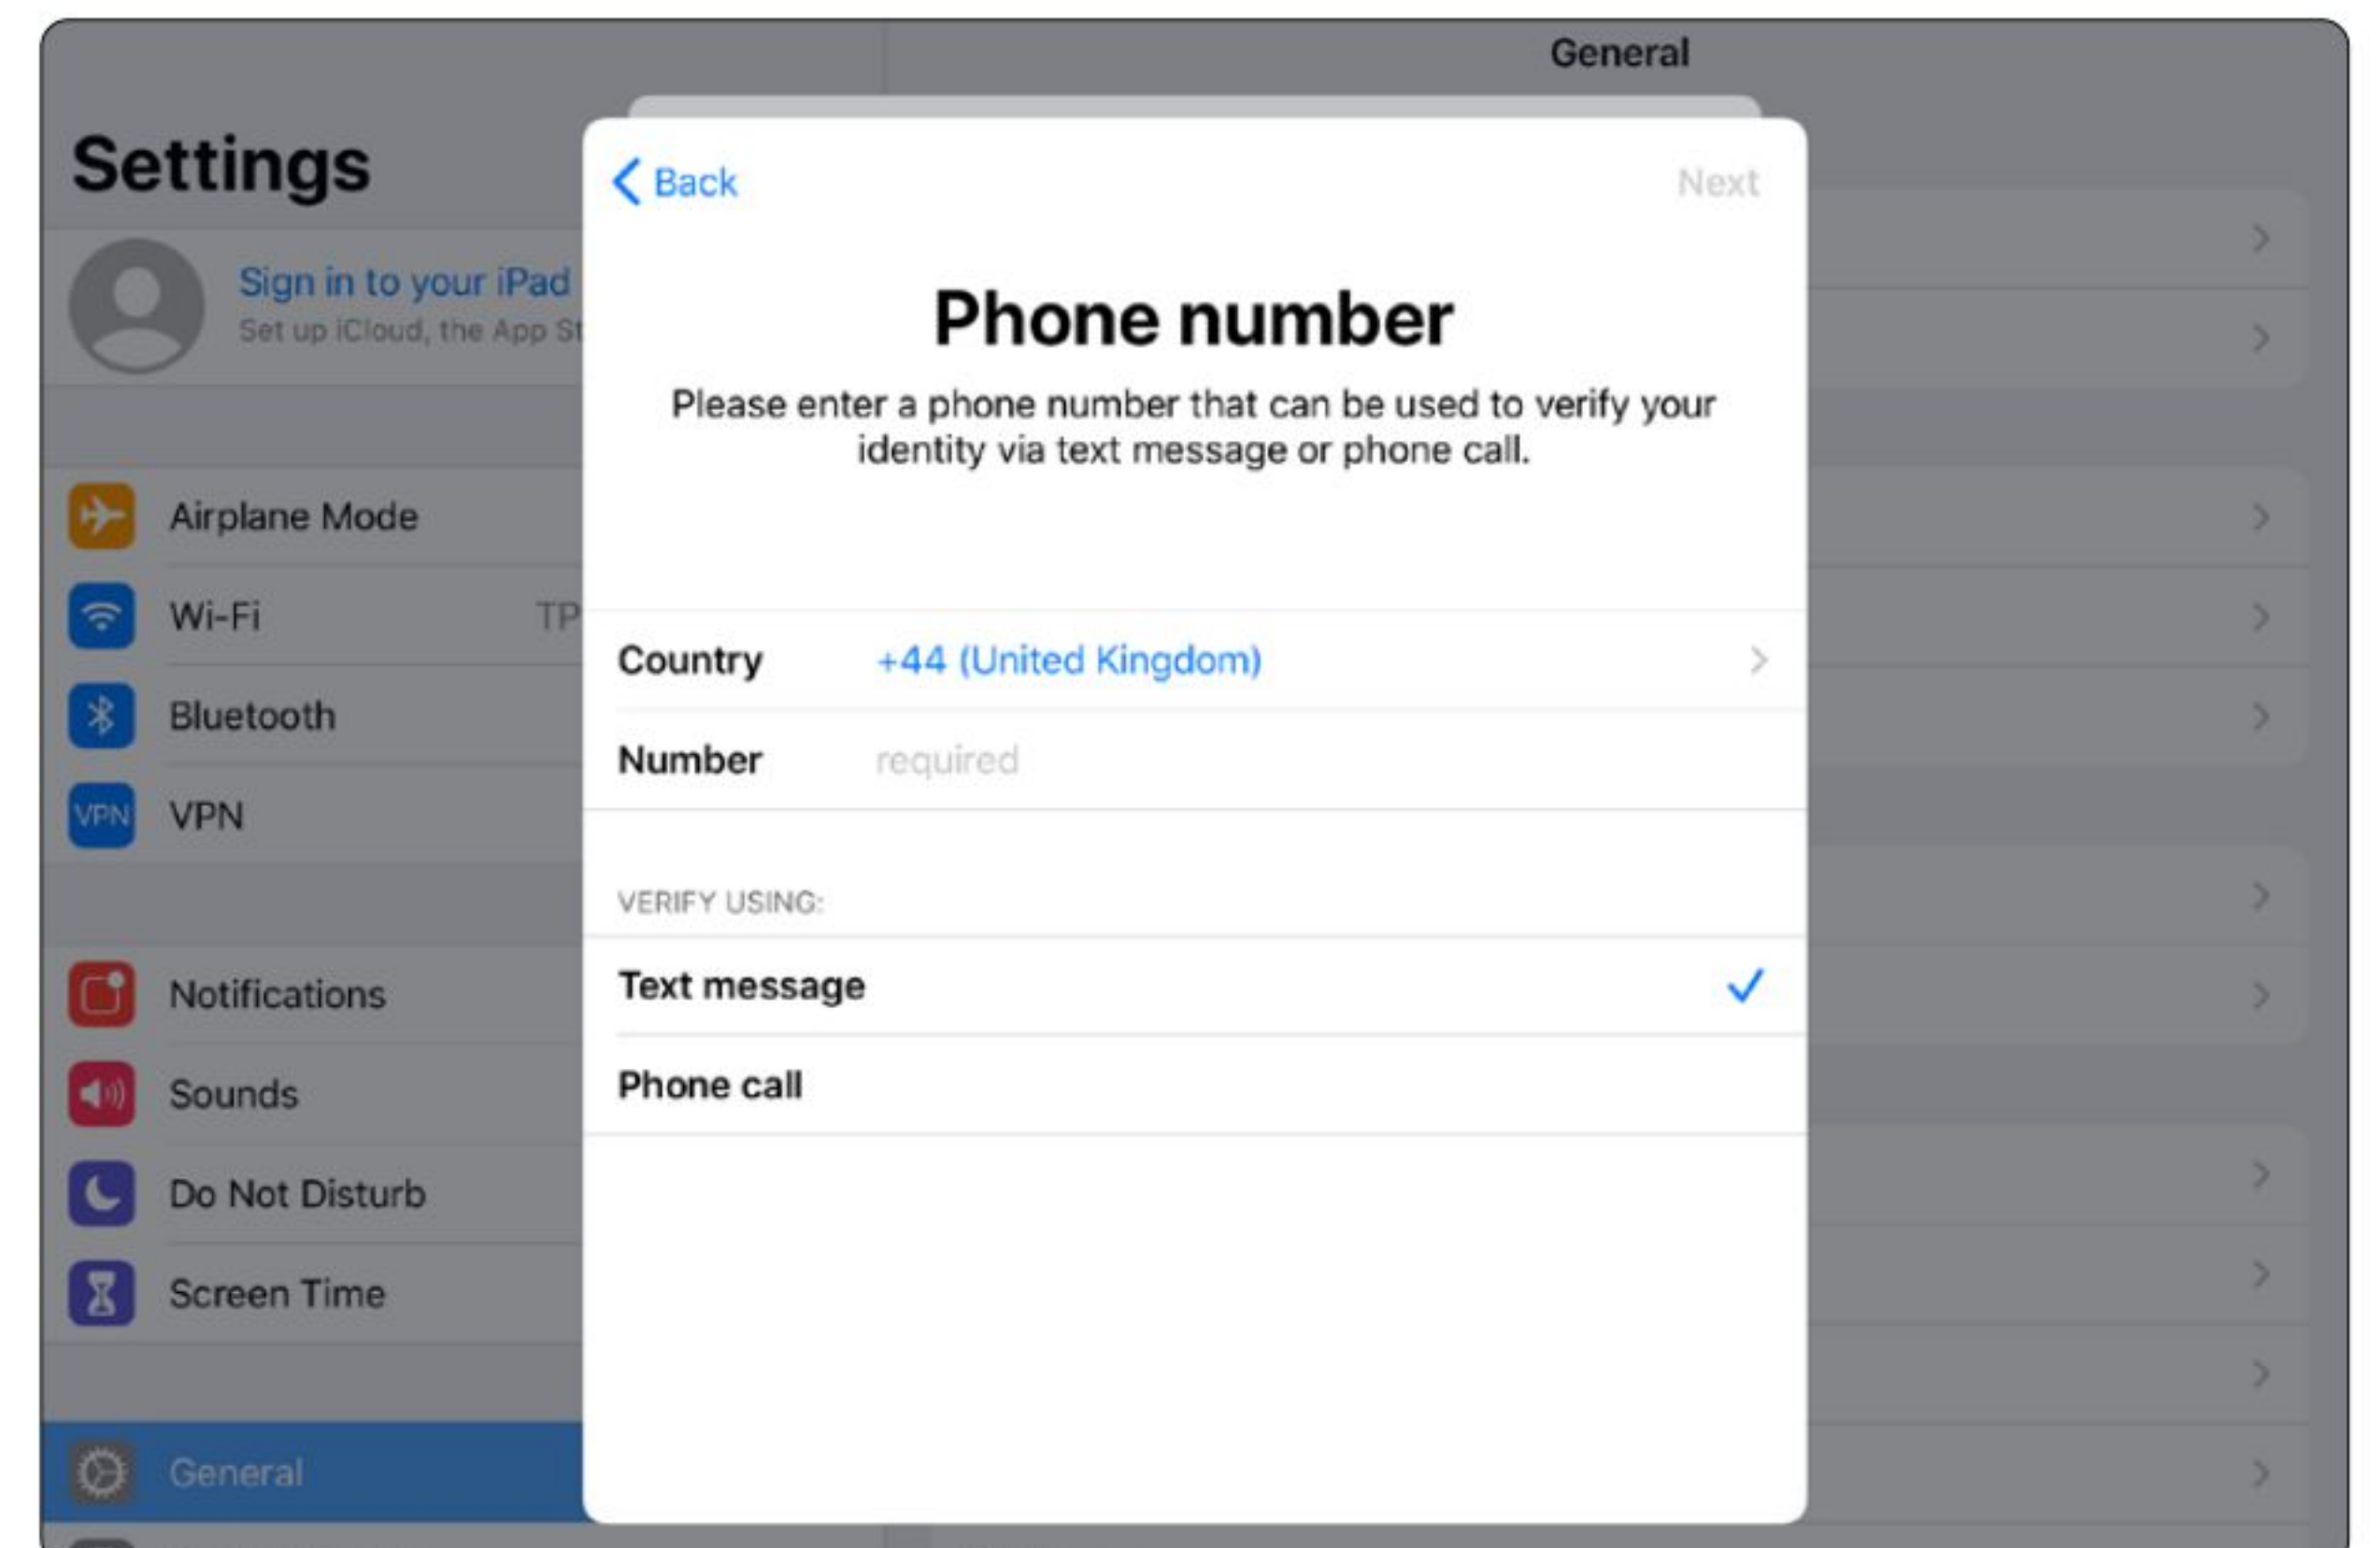 General
Settings
Back
Next
Sign in to your iPad
Set up iCloud, the App
Phone number
Please enter a phone number that can be used to verify your
identity via text message or phone call.
Airplane Mode
Wi-Fi
TP
Bluetooth
VPN VPN
Country +44 (United Kingdom)
Number required
VERIFY USING:
Text message
Phone call
Notifications
Sounds
Do Not Disturb
Screen Time
General